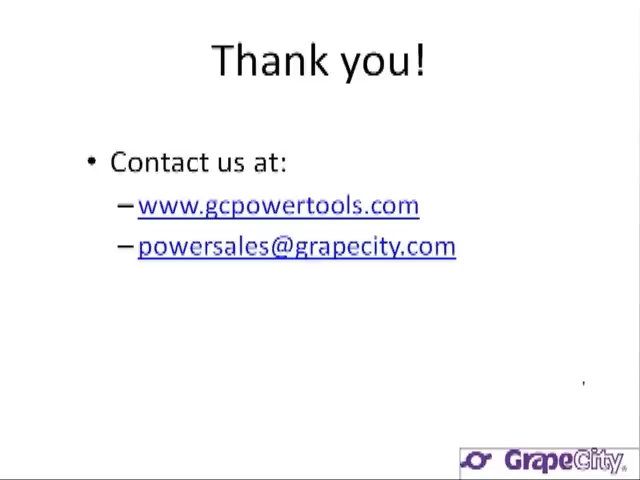 Thank you!
• Contact us at:
– www.gcpowertools.com
– powersales@grapecity.com
GrapeCity®